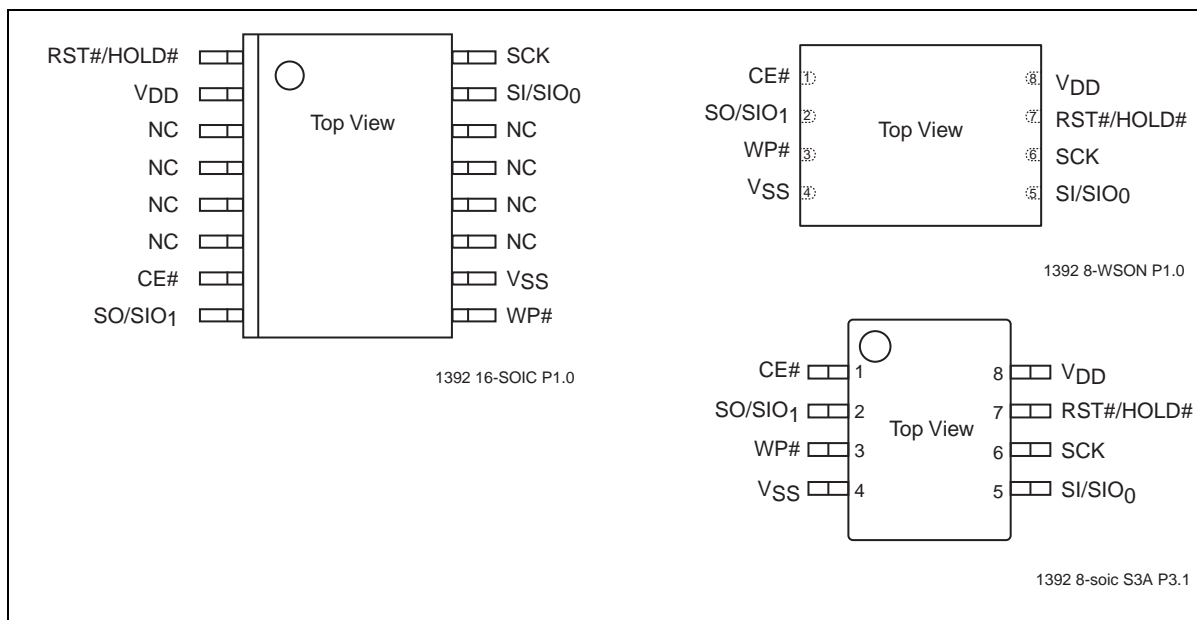 RST#/HOLD#
VDD
NC
NC
NC
NC
CE#
SO/SIO1
Top View
SCK
SI/SIO0
NC
NC
NC
NC
VSS
WP#
1392 16-SOIC P1.0
CE#
SO/SIO1
WP#
VSS
1
2
3
4
Top View
8
7
6
5
VDD
RST#/HOLD#
SCK
SI/SIO0
1392 8-WSON P1.0
CE#
SO/SIO1
WP#
VSS
1
2
3
4
Top View
8
7
6
5
VDD
RST#/HOLD#
SCK
SI/SIO0
1392 8-soic S3A P3.1